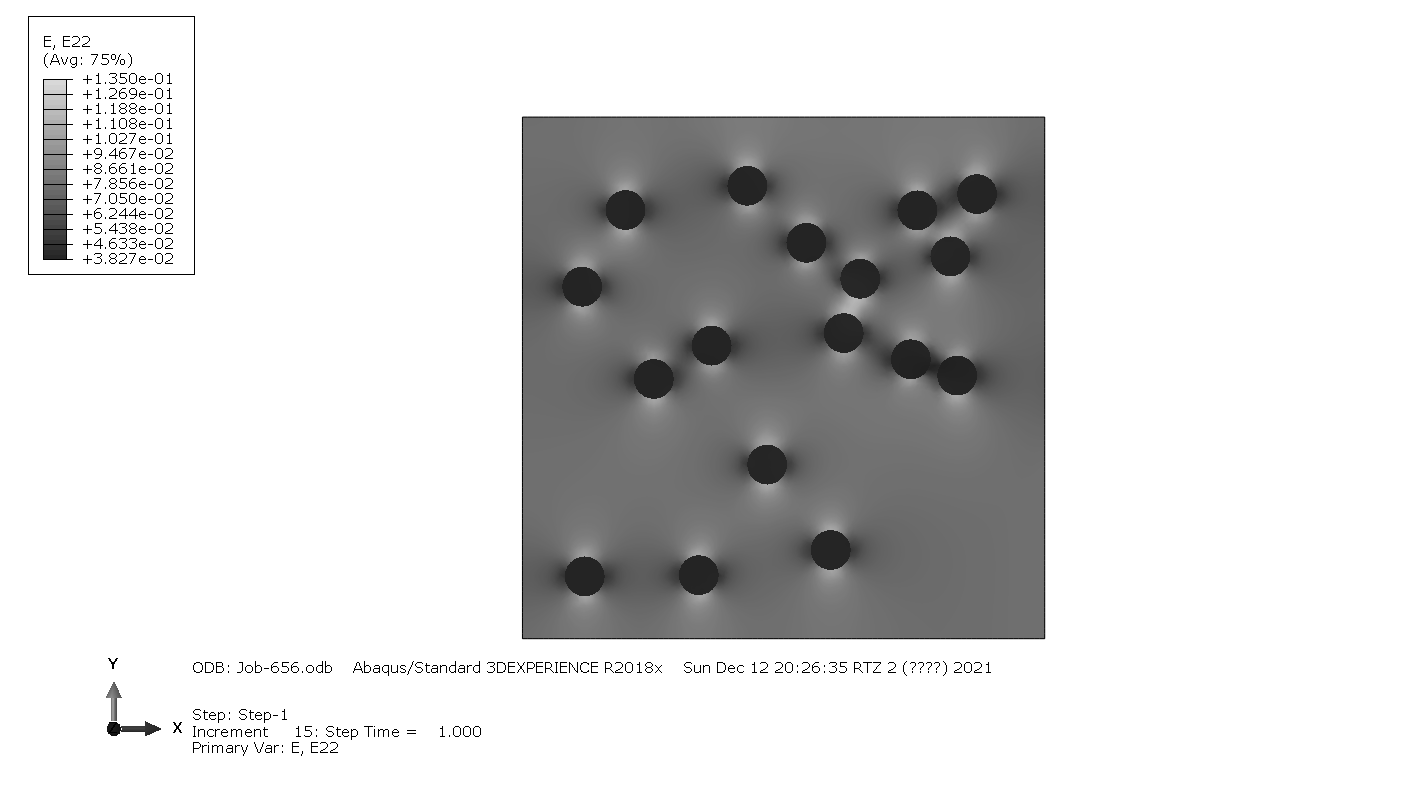 E, E22
(Avg: 75%)
+1.350e-01
+1.269e-01
+1.188e-01
+1.108e-01
+1.027e-01
+9.467e-02
+8.661e-02
+7.856e-02
+7.050e-02
+6.244e-02
+5.438e-02
+4.633e-02
+3.827e-02
Y
X
ODB: Job-656.odb    Abaqus/Standard 3DEXPERIENCE R2018x    Sun Dec 12 20:26:35 RTZ 2 (????) 2021
Step: Step-1
Increment     15: Step Time =    1.000
Primary Var: E, E22